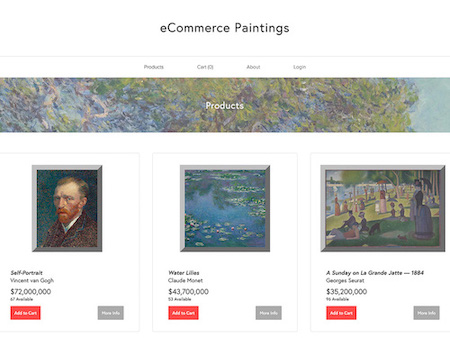 eCommerce Paintings
Products Cart (0) About Login
Products
Self-Portrait
Vincent van Gogh
$72,000,000
67 Available
Add to Cart More Info
Water Lilies
Claude Monet
$43,700,000
53 Available
Add to Cart More Info
A Sunday on La Grande Jatte — 1884
Georges Seurat
$35,200,000
96 Available
Add to Cart More Info